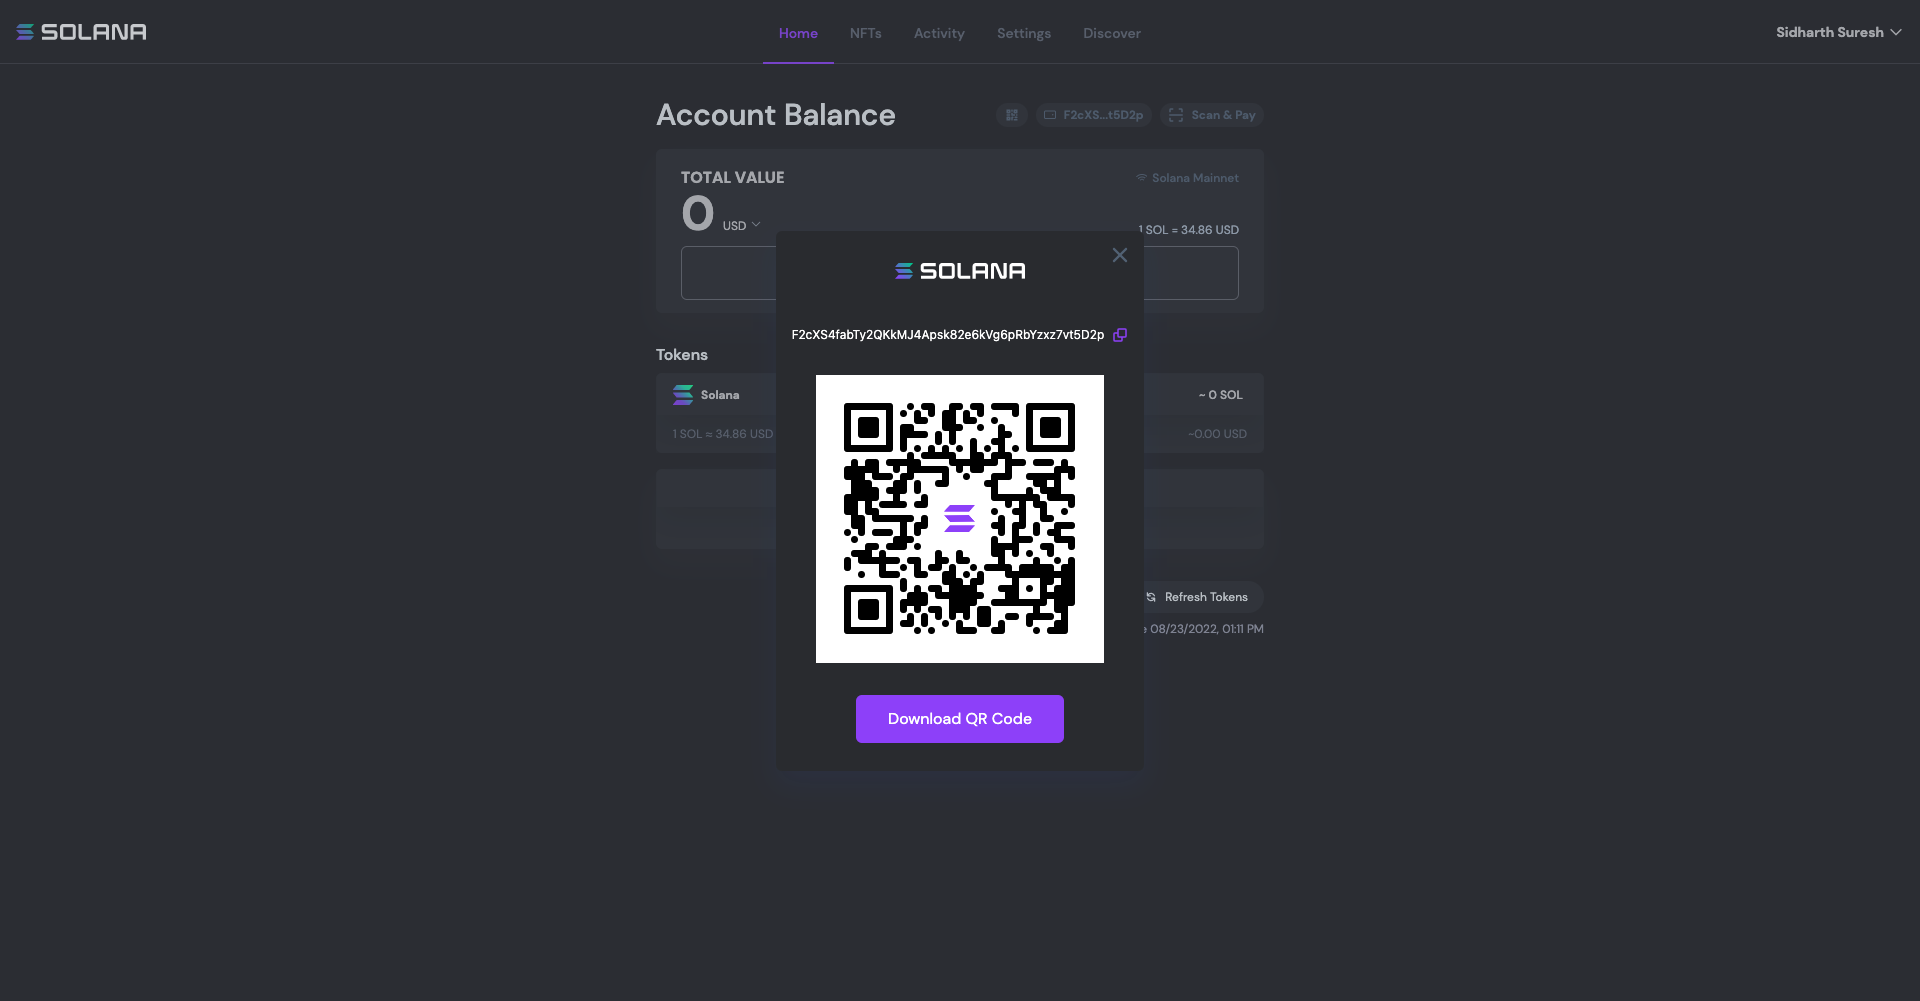 SOLANA
Home NFTs Activity Settings Discover
Sidharth Suresh
Account Balance
F2cXS...t5D2p
Scan & Pay
TOTAL VALUE
Solana Mainnet
0 USD
1 SOL = 34.86 USD
SOLANA
F2cXS4fabTy2QKkMJ4Apsk82e6kVg6pRbYzxz7vt5D2p
Tokens
Solana
~ 0 SOL
1 SOL ≈ 34.86 USD
~0.00 USD
Refresh Tokens
e 08/23/2022, 01:11 PM
Download QR Code